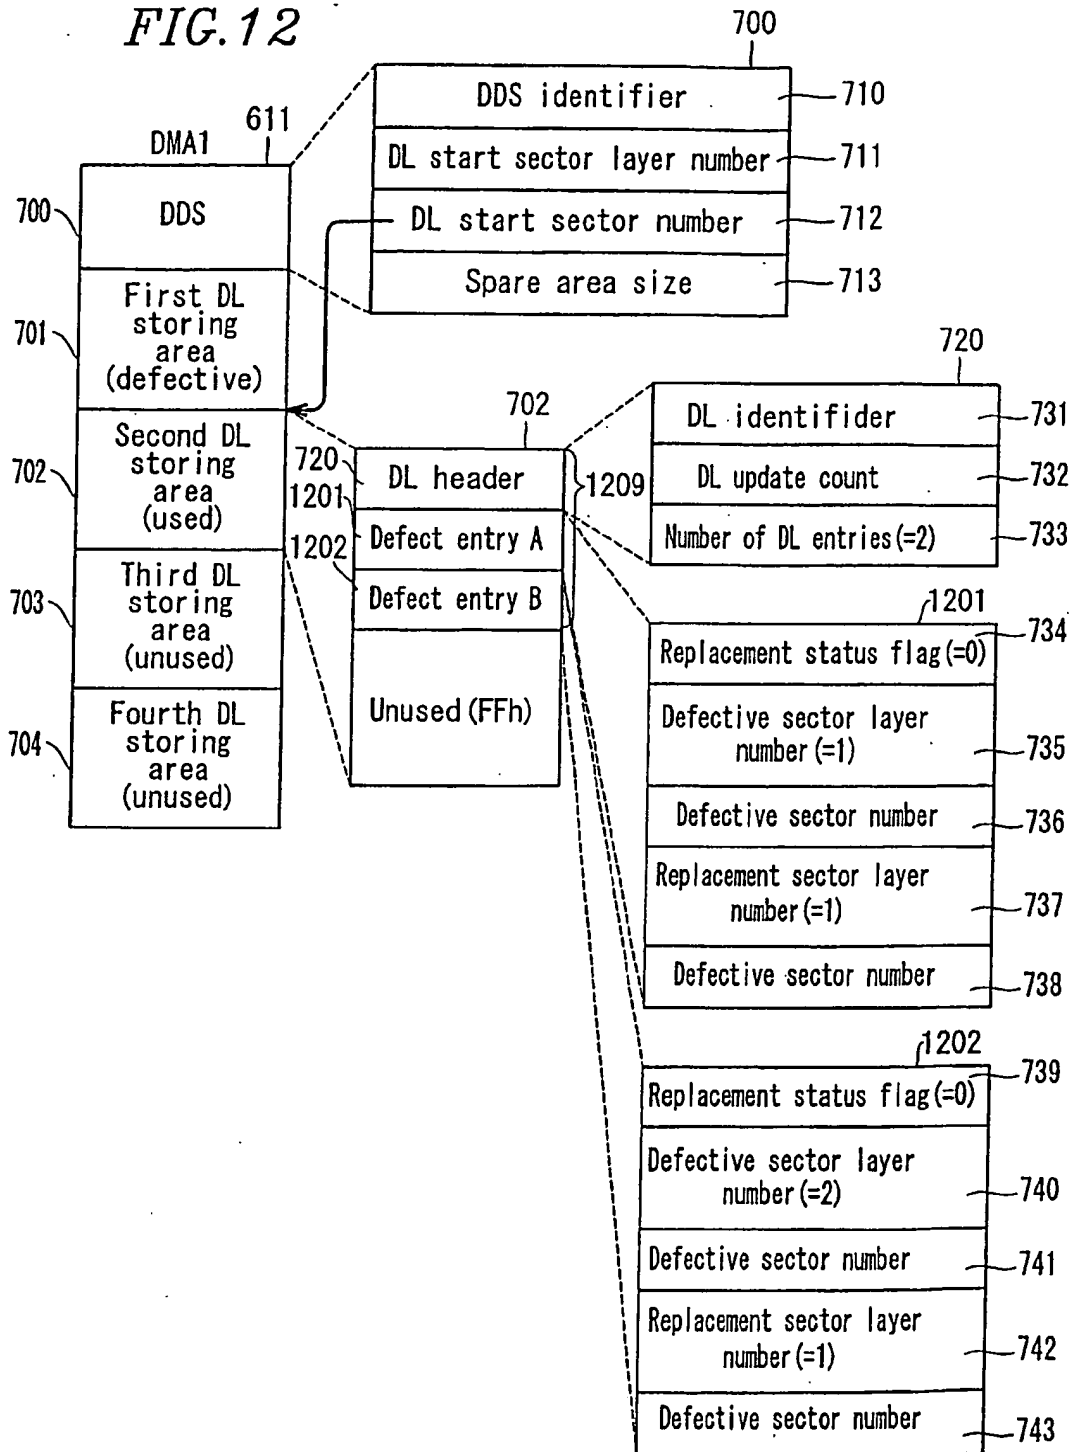 FIG.12
DMA1
611
700
DDS
701
First DL
storing
area
(defective)
702
Second DL
storing
area
(used)
703
Third DL
storing
area
(unused)
704
Fourth DL
storing
area
(unused)
700
DDS identifier
710
DL start sector layer number
711
DL start sector number
712
Spare area size
713
702
720
DL header
1201
Defect entry A
1202
Defect entry B
1209
Unused (FFh)
720
DL identifider
731
DL update count
732
Number of DL entries(=2)
733
1201
Replacement status flag(=0)
734
Defective sector layer
number(=1)
735
Defective sector number
736
Replacement sector layer
number(=1)
737
Defective sector number
738
1202
Replacement status flag(=0)
739
Defective sector layer
number(=2)
740
Defective sector number
741
Replacement sector layer
number(=1)
742
Defective sector number
743